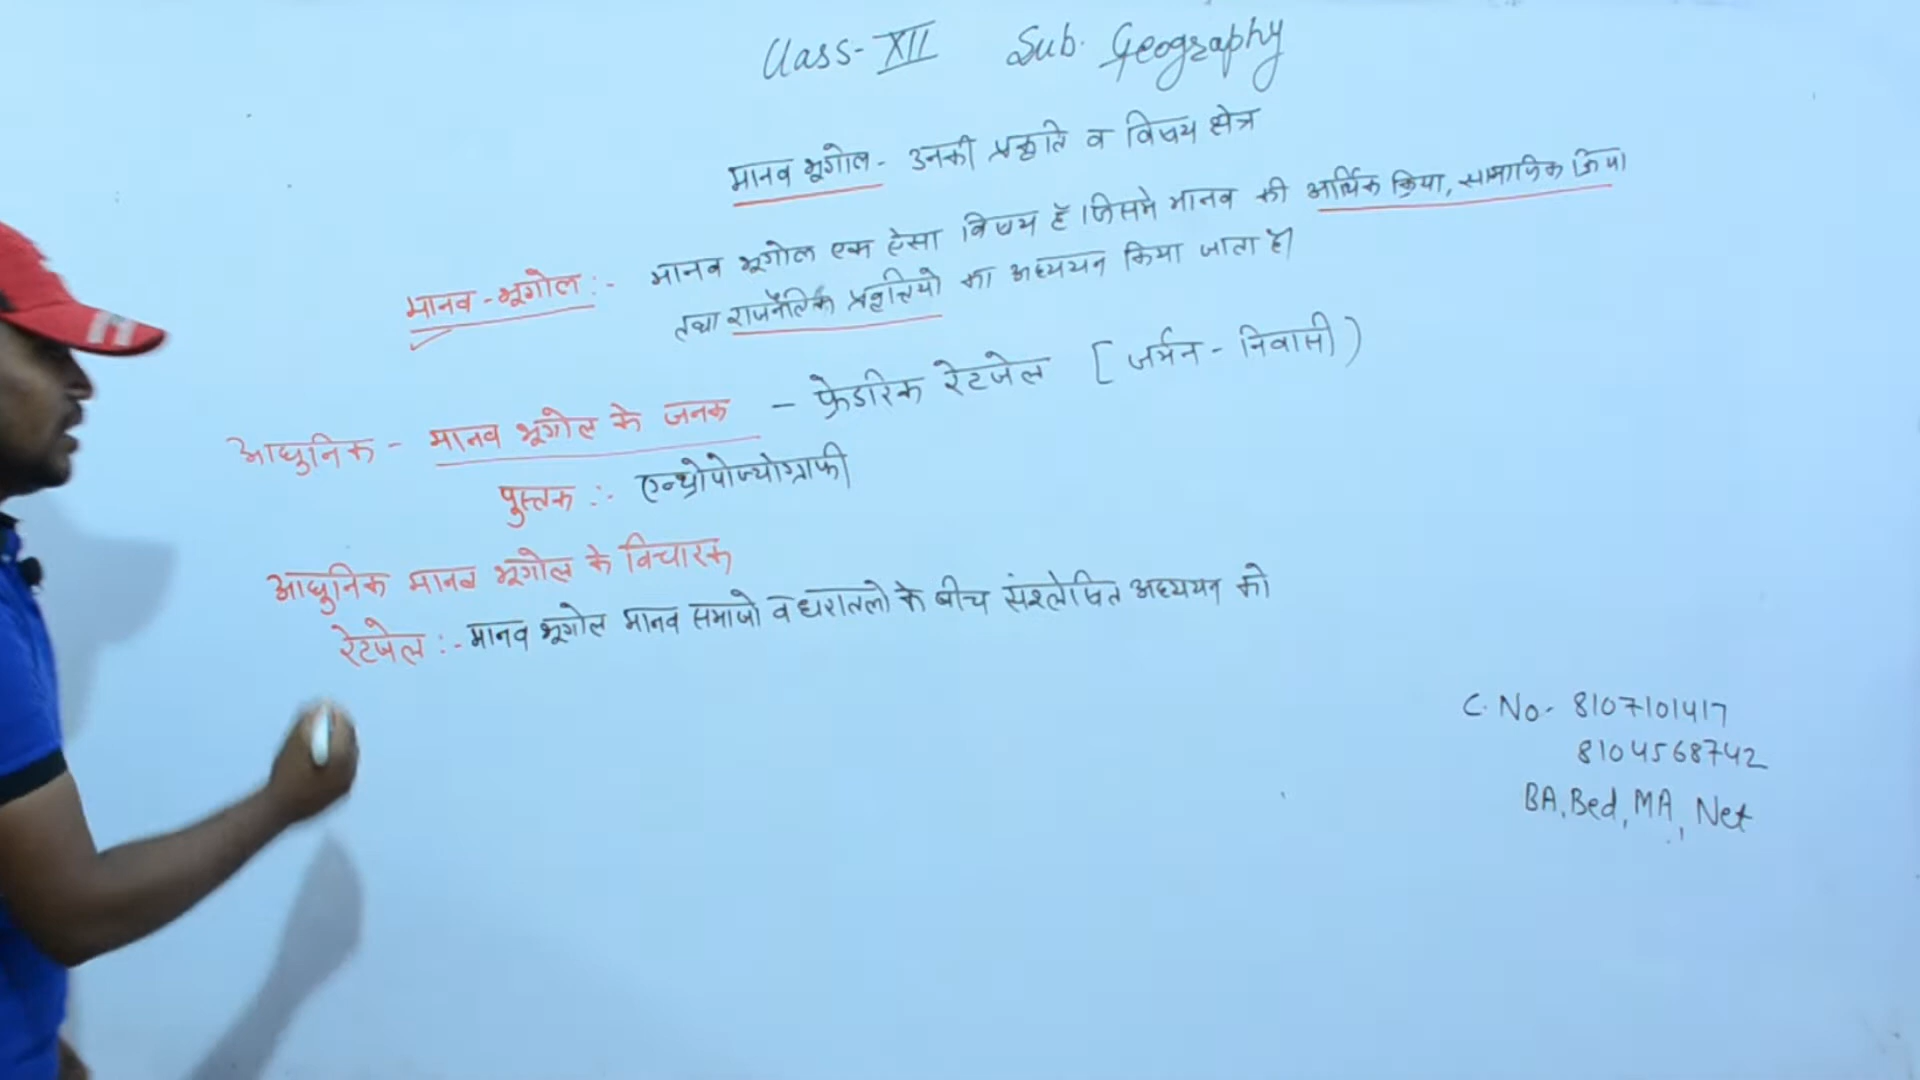 Class-XII Sub. Geography
मानव भूगोल - उनकी प्रकृति व विषय क्षेत्र
मानव-भूगोल :- मानव भूगोल एक ऐसा विषय है जिसमे मानव की आर्थिक क्रिया, सामाजिक क्रिया
तथा राजनैतिक प्रवृत्तियो का अध्ययन किया जाता है।
आधुनिक - मानव भूगोल के जनक - फ्रेडरिक रेटजेल [जर्मन - निवासी)
पुस्तक :- एन्थ्रोपोज्योग्राफी
आधुनिक मानव भूगोल के विचारक
रेटजेल :- मानव भूगोल मानव समाजो व धरातलो के बीच संश्लेषित अध्ययन को
C. No- 8107101417
8104568742
BA, Bed, MA, Net